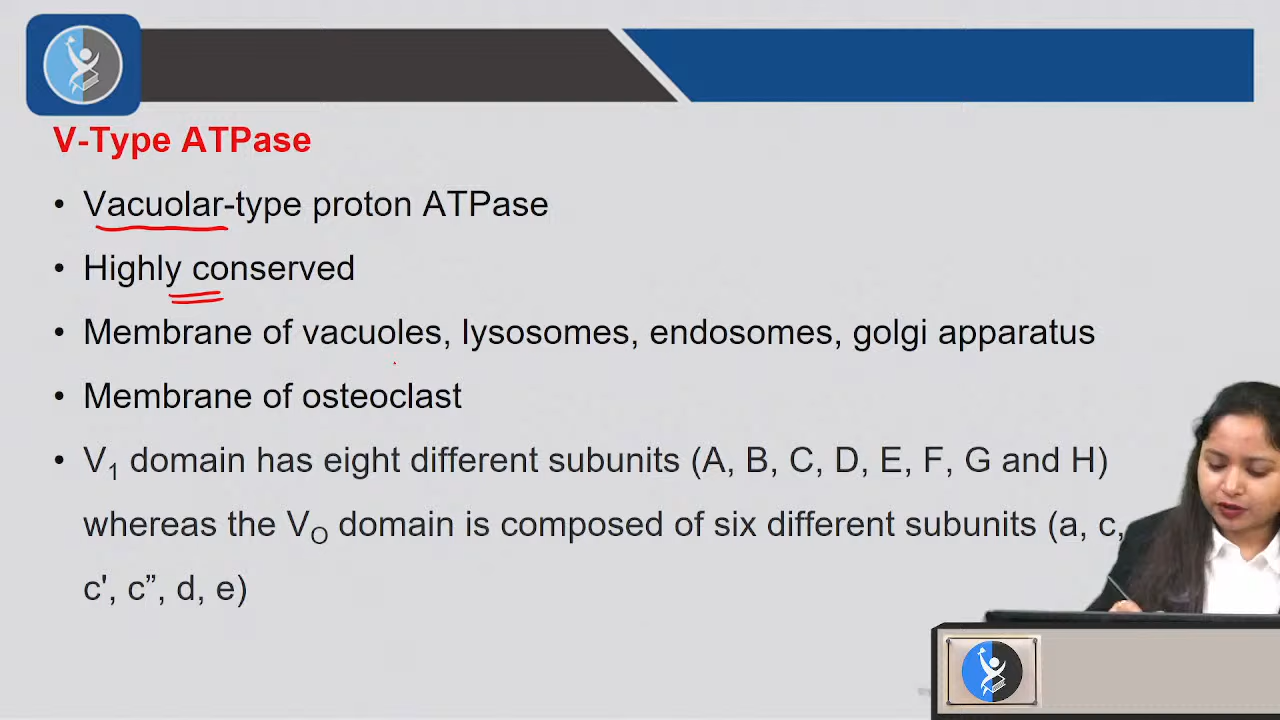 V-Type ATPase
• Vacuolar-type proton ATPase
• Highly conserved
• Membrane of vacuoles, lysosomes, endosomes, golgi apparatus
• Membrane of osteoclast
• V1 domain has eight different subunits (A, B, C, D, E, F, G and H)
whereas the VO domain is composed of six different subunits (a, c,
c', c”, d, e)